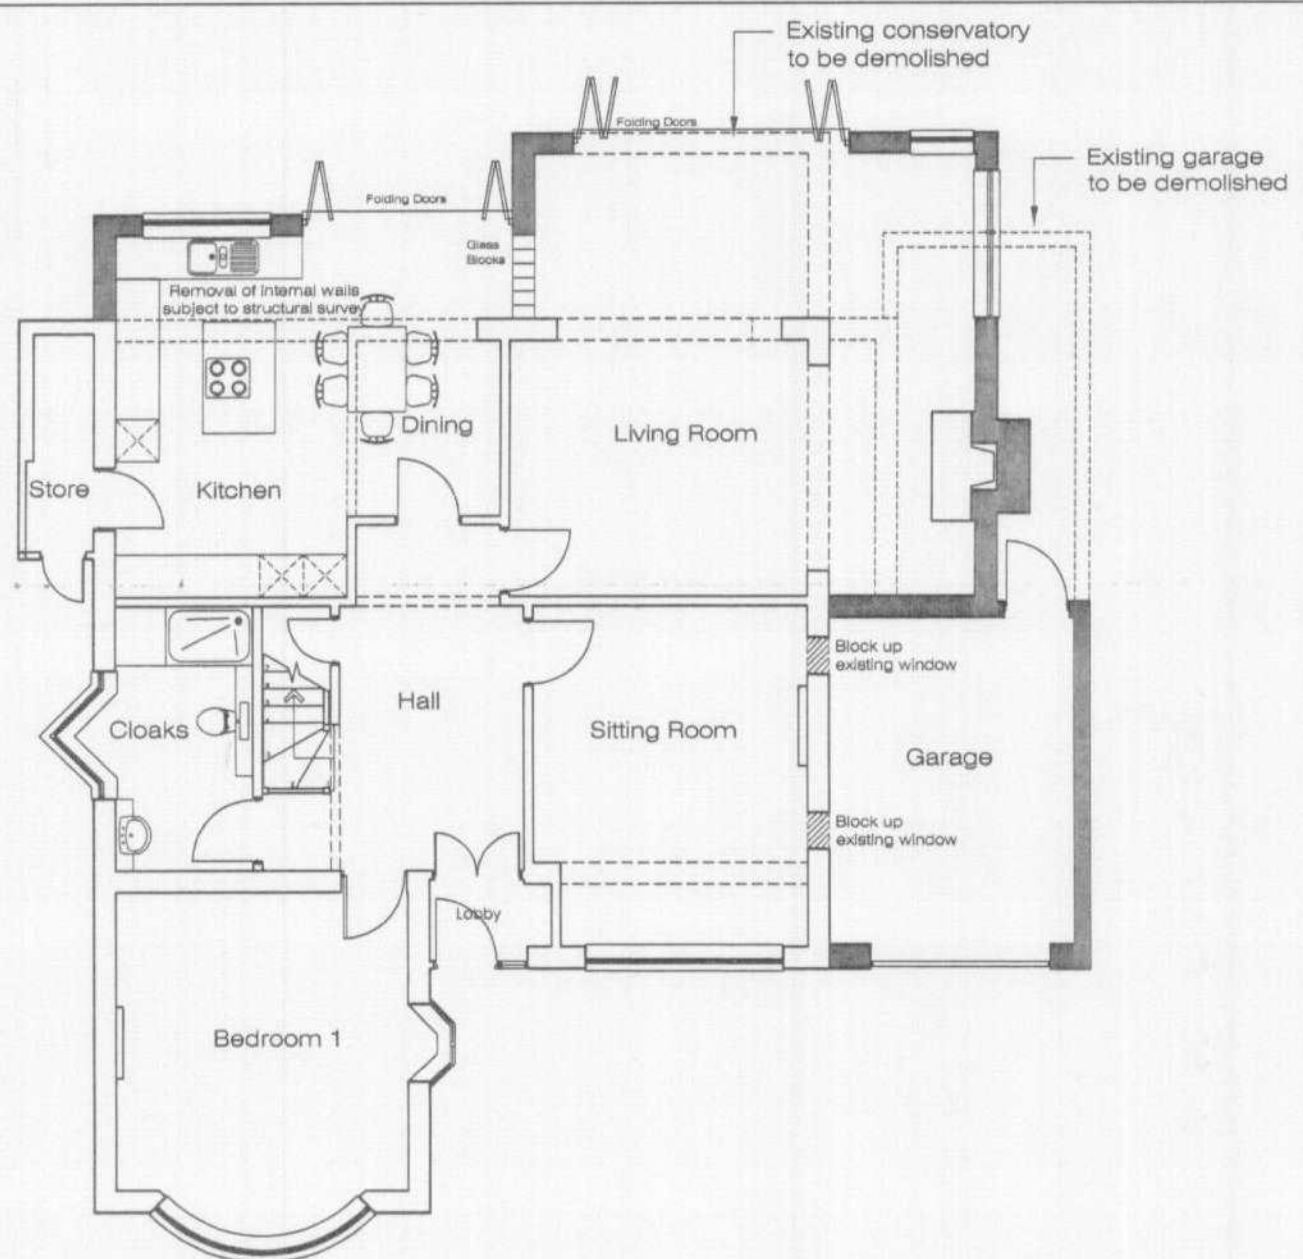 Existing conservatory
to be demolished
Folding Doors
Existing garage
to be demolished
Folding Doors
Glass
Blocks
Removal of internal walls
subject to structural survey
Dining
Living Room
Store
Kitchen
Block up
existing window
Hall
Cloaks
Sitting Room
Garage
Block up
existing window
Lobby
Bedroom 1